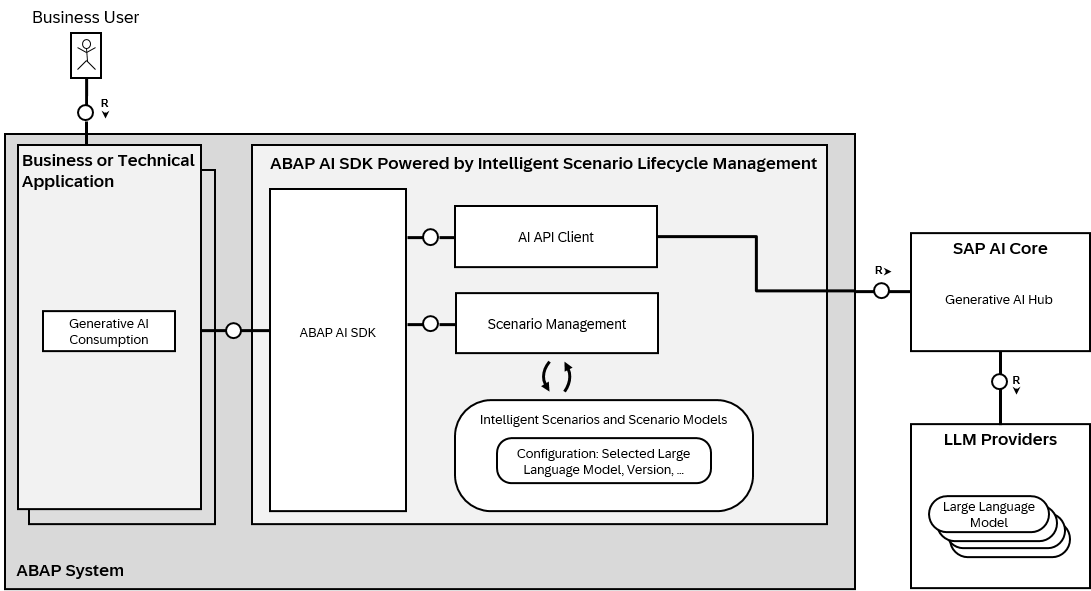 Business User
R
Business or Technical
Application
Generative AI
Consumption
ABAP AI SDK Powered by Intelligent Scenario Lifecycle Management
ABAP AI SDK
AI API Client
Scenario Management
Intelligent Scenarios and Scenario Models
Configuration: Selected Large
Language Model, Version, ...
ABAP System
R
SAP AI Core
Generative AI Hub
R
LLM Providers
Large Language
Model